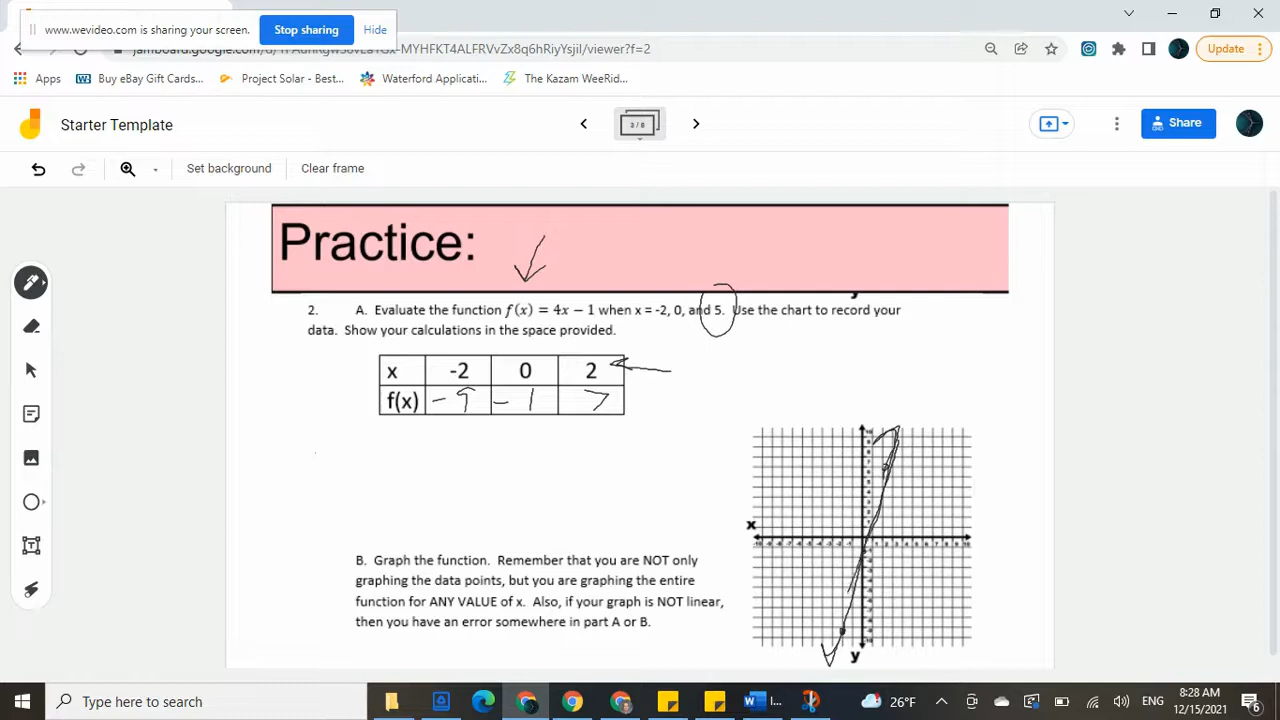 www.wevideo.com is sharing your screen. Stop sharing Hide
-MYHFKT4ALFRVvZx8q6hRiyYsjiI/viewer?f=2
Update
Apps Buy eBay Gift Cards... Project Solar - Best... Waterford Applicati... The Kazam WeeRid...
Starter Template
3 / 6
Share
Set background Clear frame
Practice:
2. A. Evaluate the function f(x) = 4x − 1 when x = -2, 0, and 5. Use the chart to record your
data. Show your calculations in the space provided.
x -2 0 2
f(x) -9 -1 7
x
B. Graph the function. Remember that you are NOT only
graphing the data points, but you are graphing the entire
function for ANY VALUE of x. Also, if your graph is NOT linear,
then you have an error somewhere in part A or B.
y
Type here to search
I...
26°F
ENG
8:28 AM
12/15/2021
6